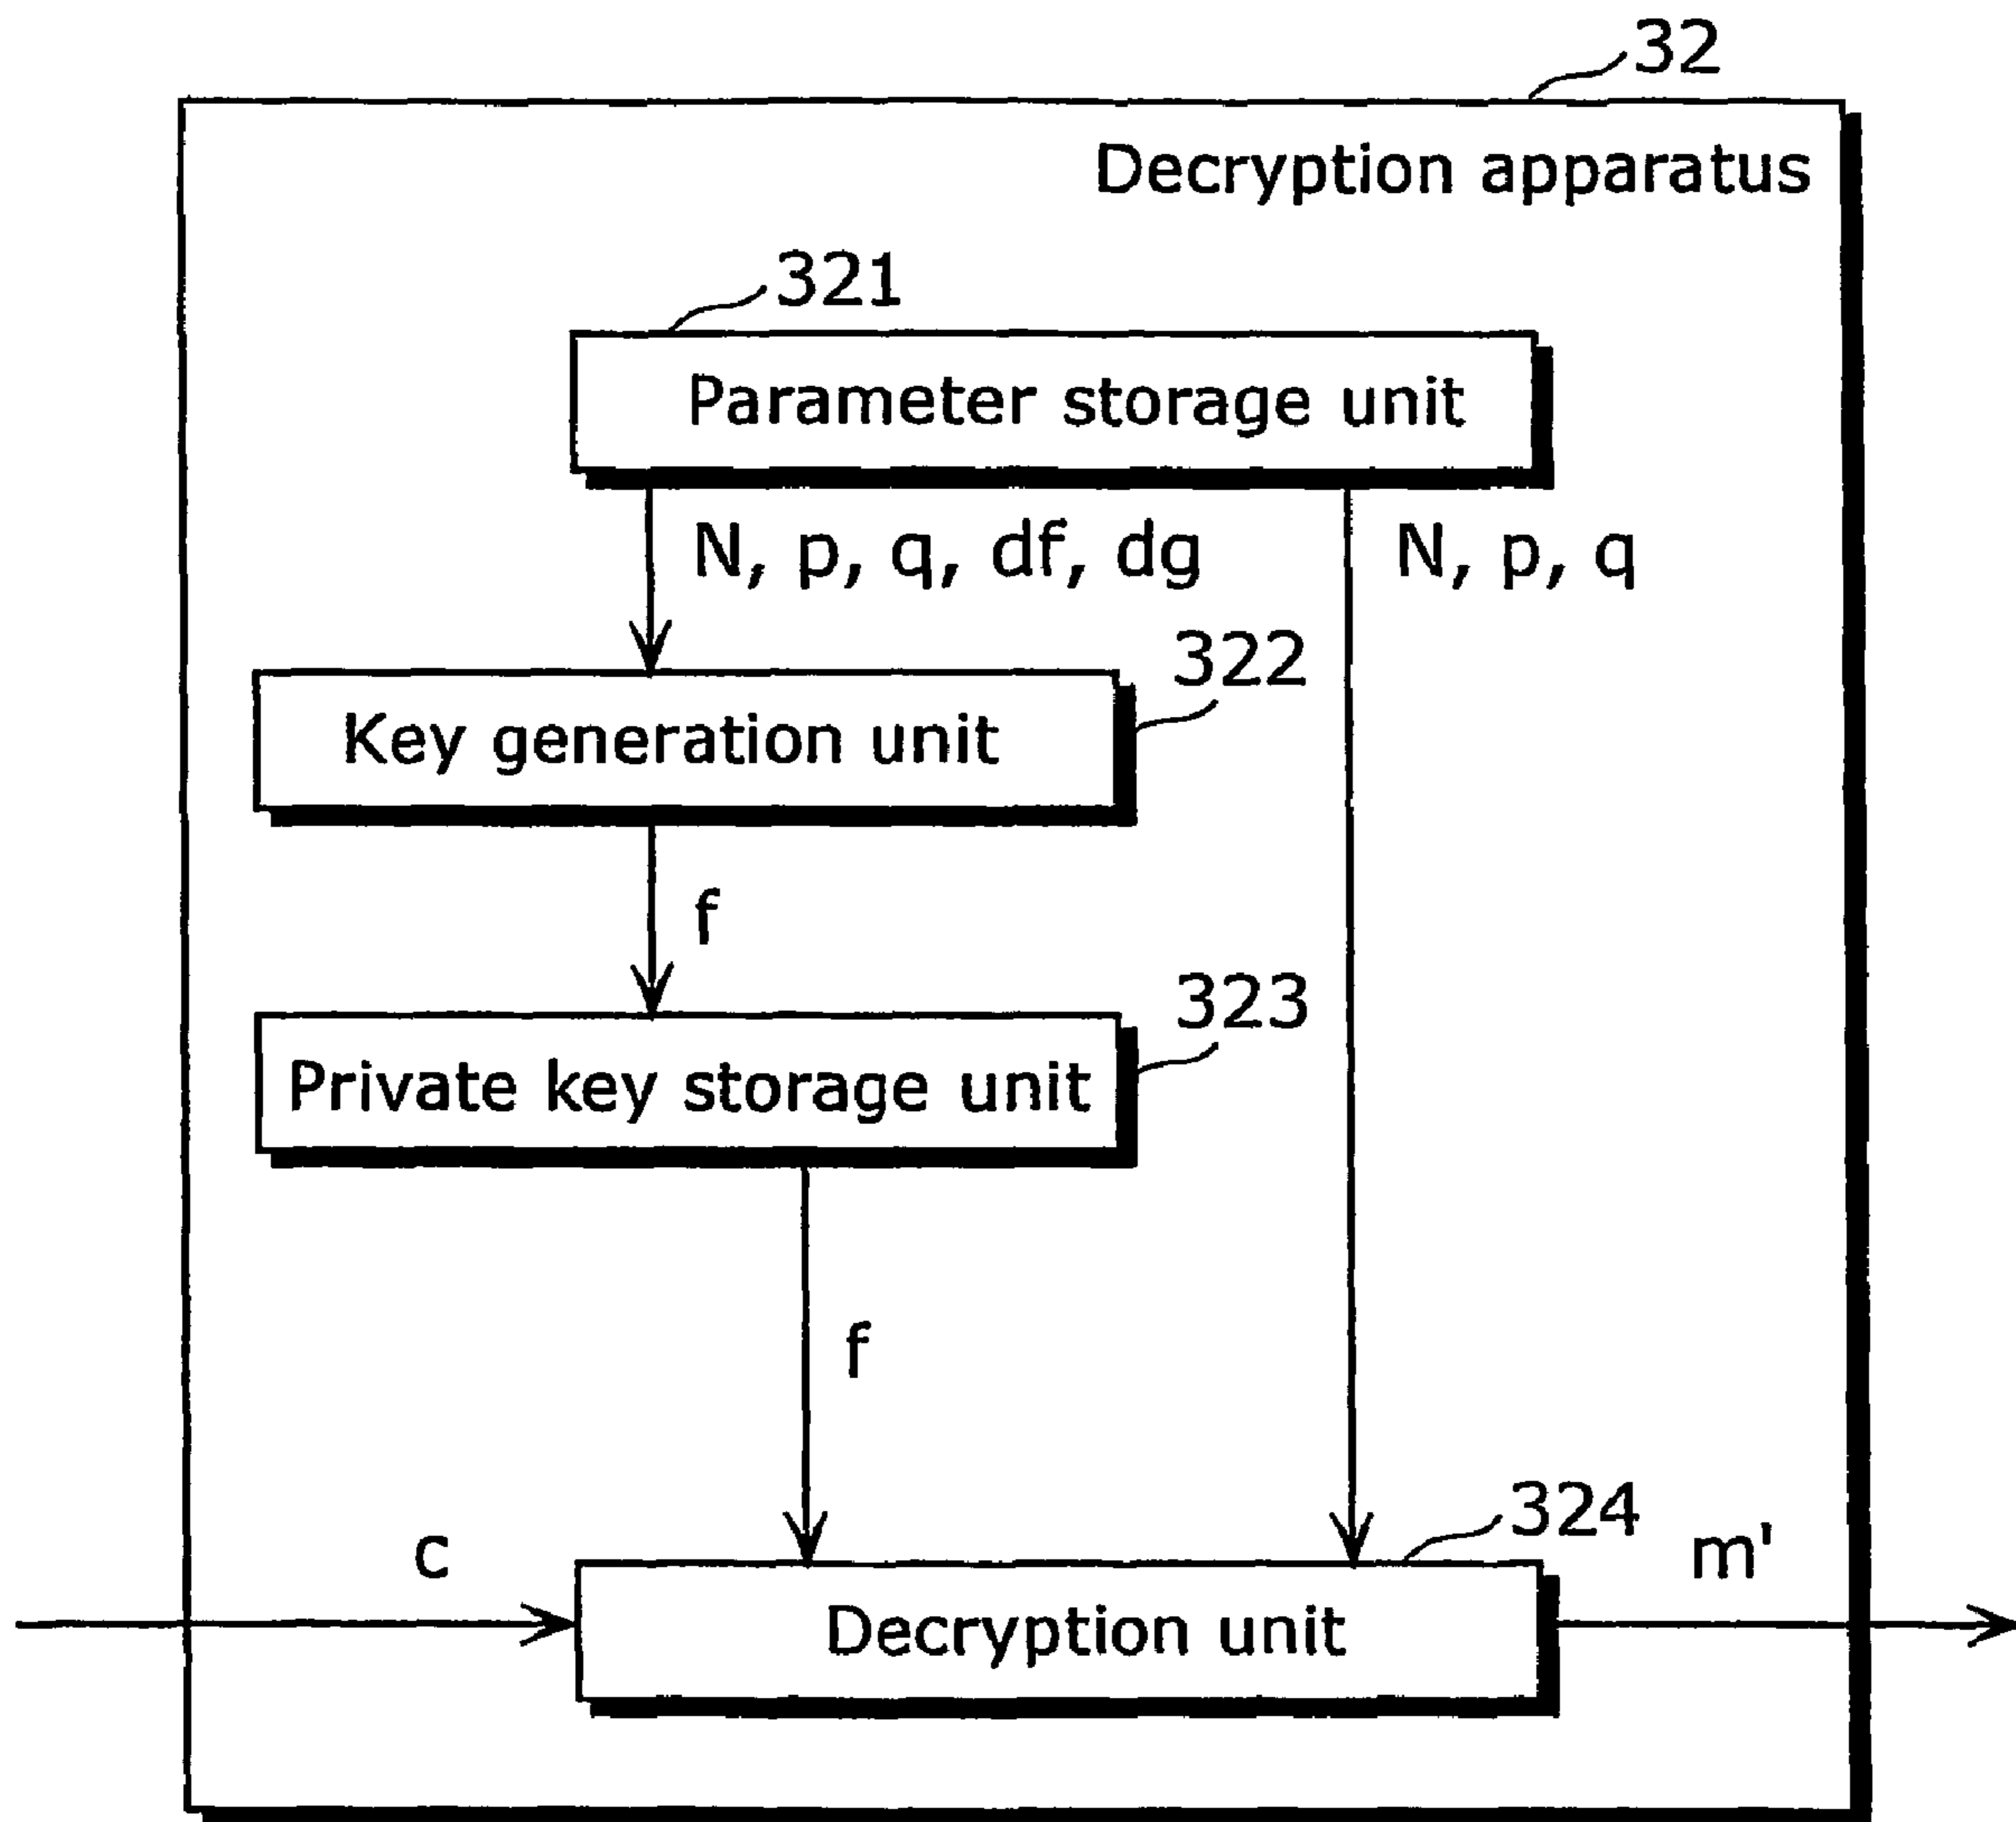 32
Decryption apparatus
321
Parameter storage unit
N, p, q, df, dg
N, p, q
322
Key generation unit
f
323
Private key storage unit
f
324
c
m'
Decryption unit